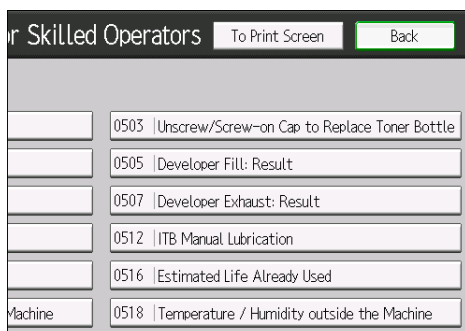 or Skilled Operators To Print Screen Back
0503 Unscrew/Screw-on Cap to Replace Toner Bottle
0505 Developer Fill: Result
0507 Developer Exhaust: Result
0512 ITB Manual Lubrication
0516 Estimated Life Already Used
Machine 0518 Temperature / Humidity outside the Machine